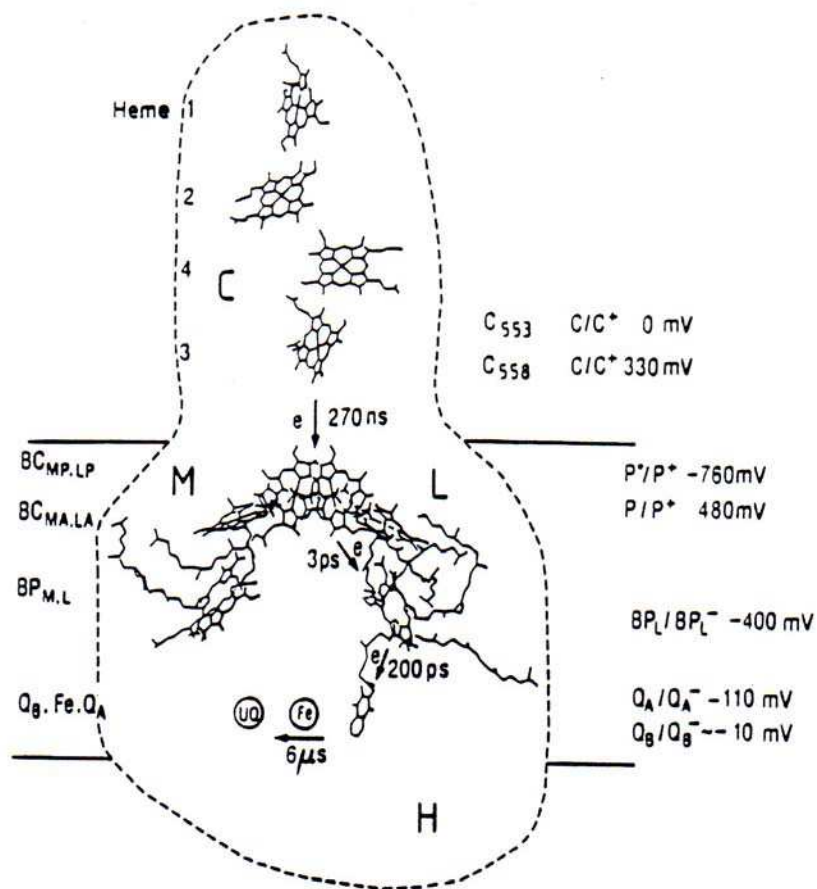 Heme 1
2
4
C
3
C553 C/C+ 0 mV
C558 C/C+ 330 mV
e 270 ns
BCMP.LP
M
L
P*/P+ -760mV
P/P+ 480mV
BCMA.LA
e
3ps
BPM.L
BPL/BPL- -400 mV
e
200 ps
QB.Fe.QA
UQ
Fe
6µs
QA/QA- -110 mV
QB/QB- ~- 10 mV
H